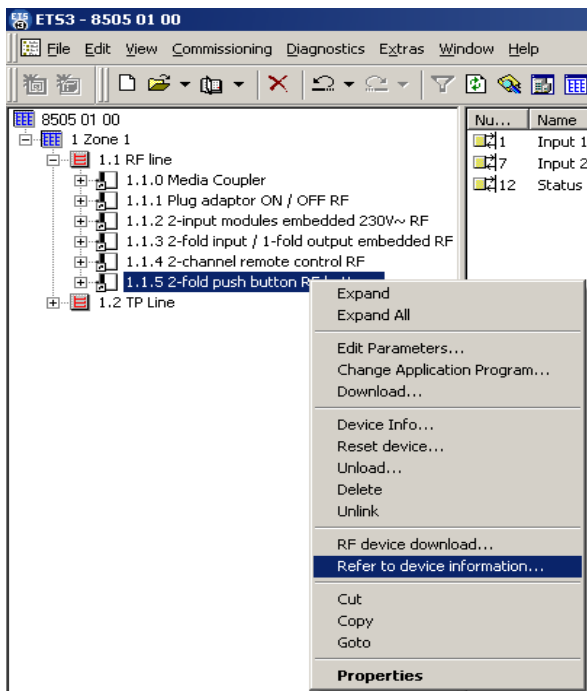 ETS3 - 8505 01 00
File Edit View Commissioning Diagnostics Extras Window Help
8505 01 00
Nu... Name
1 Zone 1
1 Input 1
1.1 RF line
7 Input 2
1.1.0 Media Coupler
12 Status
1.1.1 Plug adaptor ON / OFF RF
1.1.2 2-input modules embedded 230V~ RF
1.1.3 2-fold input / 1-fold output embedded RF
1.1.4 2-channel remote control RF
1.1.5 2-fold push button
1.2 TP Line
Expand
Expand All
Edit Parameters...
Change Application Program...
Download...
Device Info...
Reset device...
Unload...
Delete
Unlink
RF device download...
Refer to device information...
Cut
Copy
Goto
Properties